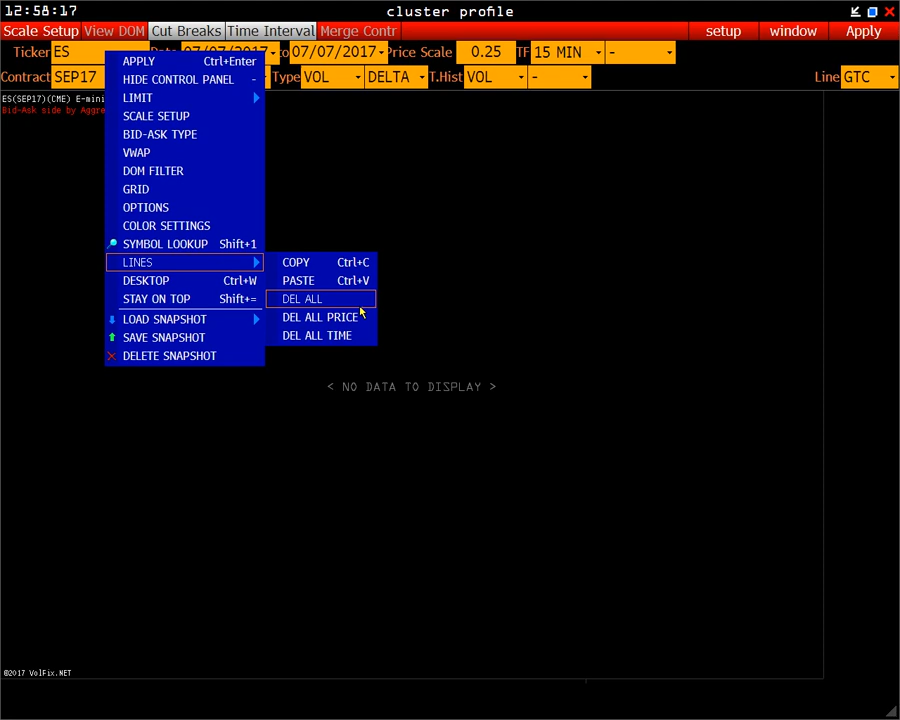 12:58:17 cluster profile
Scale Setup View DOM Cut Breaks Time Interval Merge Contr setup window Apply
Ticker ES Date 07/07/2017 to 07/07/2017 Price Scale 0.25 TF 15 MIN -
Contract SEP17 Type VOL DELTA T.Hist VOL - Line GTC
ES(SEP17)(CME) E-mini
Bid-Ask side by Aggre
APPLY Ctrl+Enter
HIDE CONTROL PANEL -
LIMIT
SCALE SETUP
BID-ASK TYPE
VWAP
DOM FILTER
GRID
OPTIONS
COLOR SETTINGS
SYMBOL LOOKUP Shift+1
LINES
DESKTOP Ctrl+W
STAY ON TOP Shift+=
LOAD SNAPSHOT
SAVE SNAPSHOT
DELETE SNAPSHOT
COPY Ctrl+C
PASTE Ctrl+V
DEL ALL
DEL ALL PRICE
DEL ALL TIME
< NO DATA TO DISPLAY >
©2017 VolFix.NET